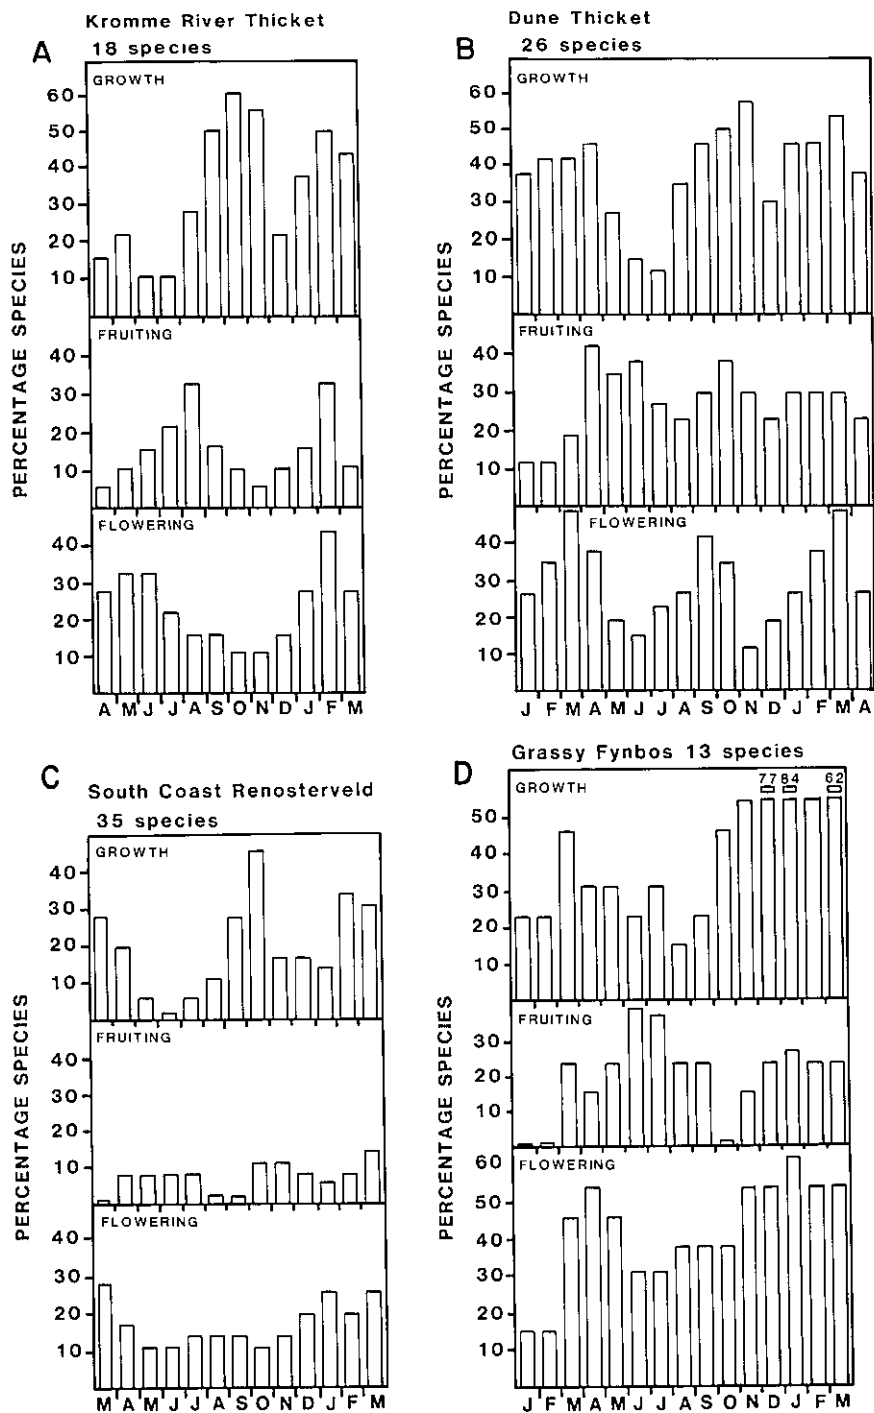 Kromme River Thicket
A 18 species
GROWTH
60
50
40
30
20
10
FRUITING
40
30
20
10
FLOWERING
40
30
20
10
A M J J A S O N D J F M
PERCENTAGE SPECIES
Dune Thicket
B 26 species
GROWTH
60
50
40
30
20
10
FRUITING
40
30
20
10
FLOWERING
40
30
20
10
J F M A M J J A S O N D J F M A
PERCENTAGE SPECIES
C South Coast Renosterveld
35 species
GROWTH
40
30
20
10
FRUITING
40
30
20
10
FLOWERING
40
30
20
10
M A M J J A S O N D J F M
PERCENTAGE SPECIES
D Grassy Fynbos 13 species
77 84 62
GROWTH
50
40
30
20
10
FRUITING
30
20
10
60
FLOWERING
50
40
30
20
10
J F M A M J J A S O N D J F M
PERCENTAGE SPECIES